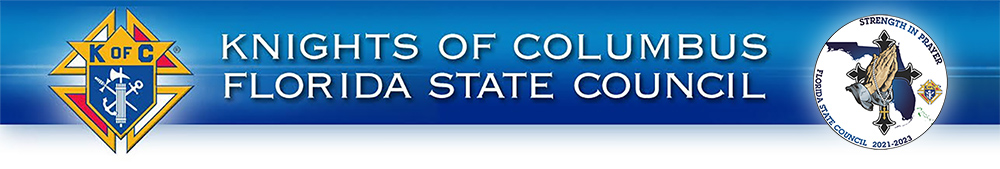 K OF C
®
KNIGHTS OF COLUMBUS
FLORIDA STATE COUNCIL
STRENGTH IN PRAYER
FLORIDA STATE COUNCIL 2021-2023